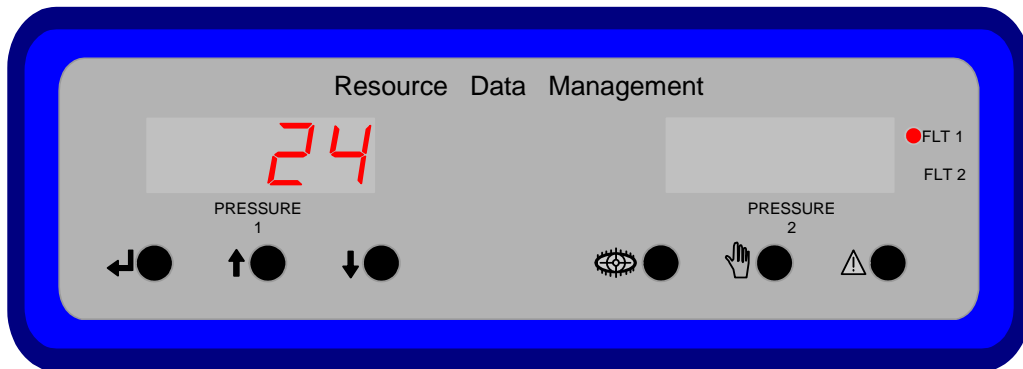 Resource Data Management
24
FLT 1
FLT 2
PRESSURE
1
PRESSURE
2